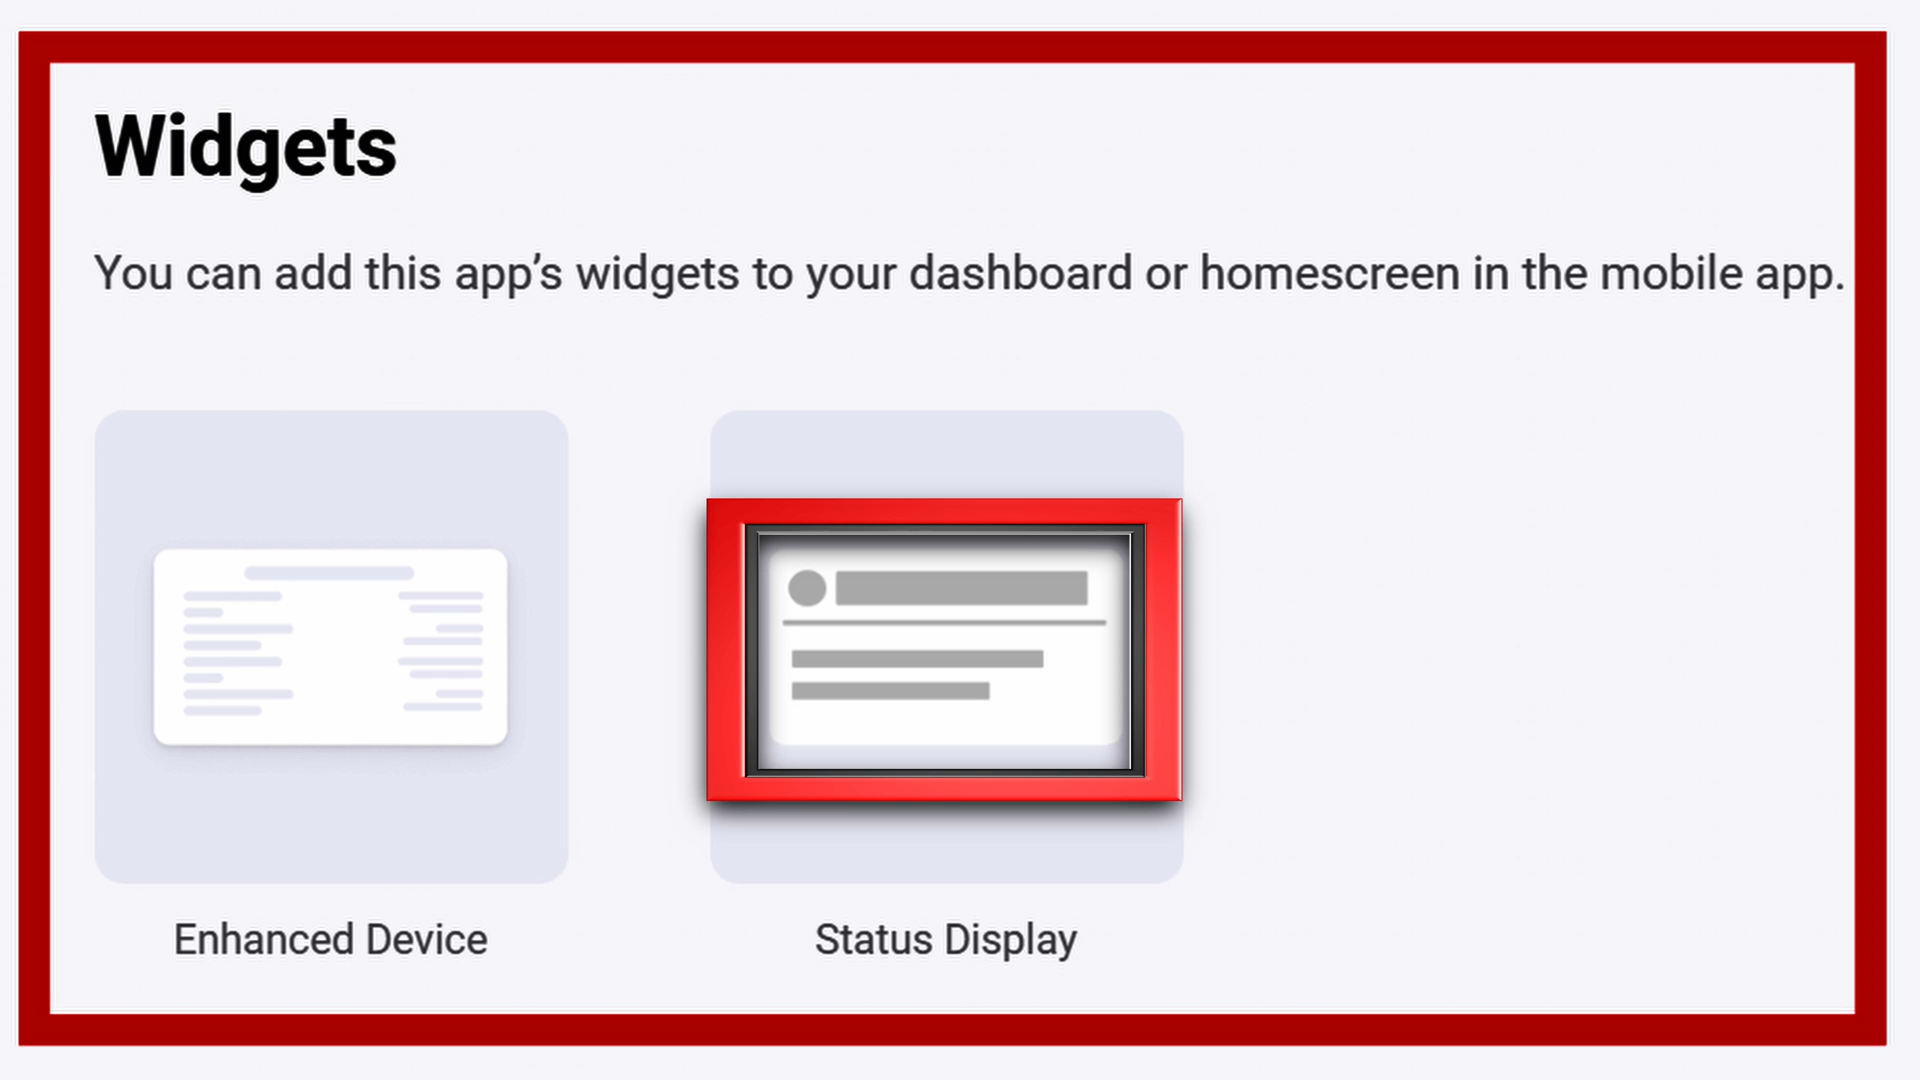 Widgets
You can add this app’s widgets to your dashboard or homescreen in the mobile app.
Enhanced Device
Status Display